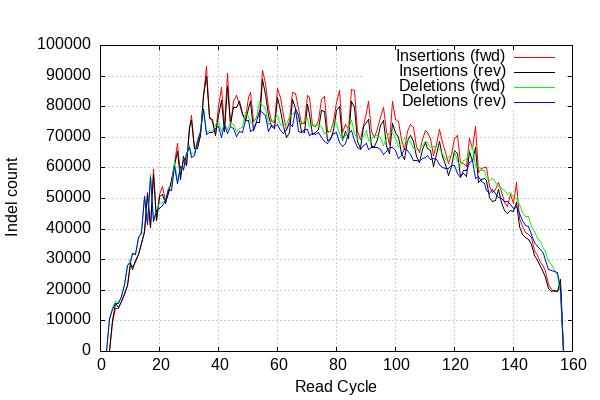 100000
90000
80000
70000
60000
50000
40000
30000
20000
10000
0
Indel count
Insertions (fwd)
Insertions (rev)
Deletions (fwd)
Deletions (rev)
0 20 40 60 80 100 120 140 160
Read Cycle